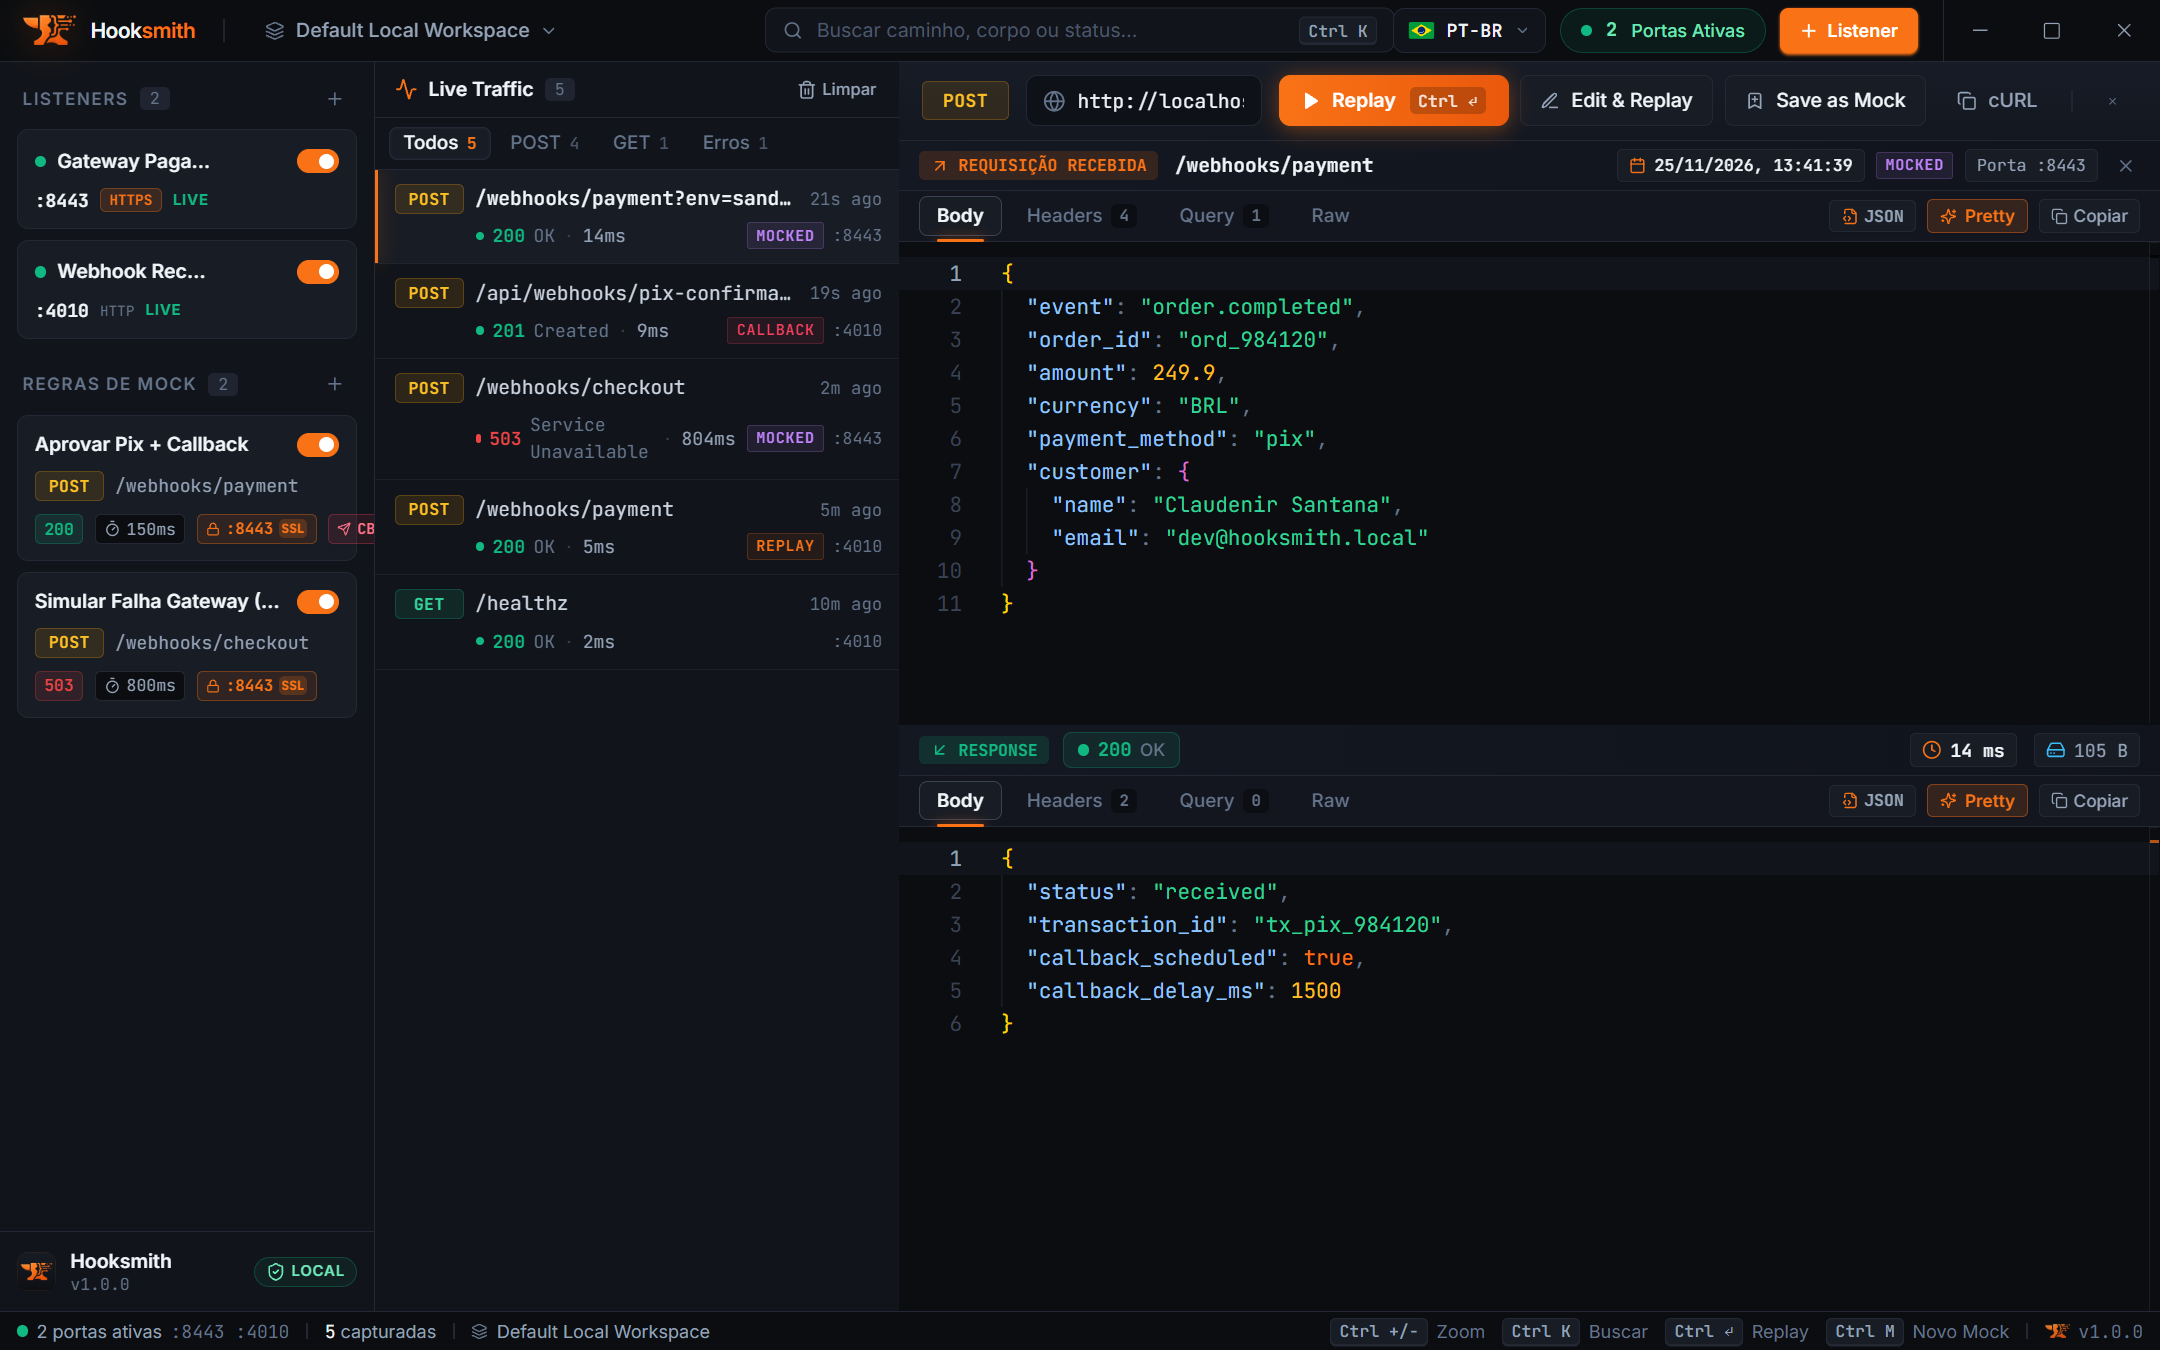 Hooksmith
Default Local Workspace
Buscar caminho, corpo ou status...
Ctrl K
PT-BR
2 Portas Ativas
+ Listener
LISTENERS 2
Gateway Paga...
:8443 HTTPS LIVE
Webhook Rec...
:4010 HTTP LIVE
REGRAS DE MOCK 2
Aprovar Pix + Callback
POST /webhooks/payment
200 150ms :8443 SSL CB
Simular Falha Gateway (...
POST /webhooks/checkout
503 800ms :8443 SSL
Hooksmith
v1.0.0
LOCAL
Live Traffic 5
Limpar
Todos 5 POST 4 GET 1 Erros 1
POST /webhooks/payment?env=sand… 21s ago
200 OK · 14ms MOCKED :8443
POST /api/webhooks/pix-confirma… 19s ago
201 Created · 9ms CALLBACK :4010
POST /webhooks/checkout 2m ago
503 Service Unavailable · 804ms MOCKED :8443
POST /webhooks/payment 5m ago
200 OK · 5ms REPLAY :4010
GET /healthz 10m ago
200 OK · 2ms :4010
POST http://localho
Replay Ctrl ↵
Edit & Replay
Save as Mock
cURL
REQUISIÇÃO RECEBIDA /webhooks/payment
25/11/2026, 13:41:39 MOCKED Porta :8443
Body Headers 4 Query 1 Raw
JSON Pretty Copiar
1 {
2 "event": "order.completed",
3 "order_id": "ord_984120",
4 "amount": 249.9,
5 "currency": "BRL",
6 "payment_method": "pix",
7 "customer": {
8 "name": "Claudenir Santana",
9 "email": "dev@hooksmith.local"
10 }
11 }
RESPONSE 200 OK
14 ms 105 B
Body Headers 2 Query 0 Raw
JSON Pretty Copiar
1 {
2 "status": "received",
3 "transaction_id": "tx_pix_984120",
4 "callback_scheduled": true,
5 "callback_delay_ms": 1500
6 }
2 portas ativas :8443 :4010 5 capturadas Default Local Workspace
Ctrl +/- Zoom Ctrl K Buscar Ctrl ↵ Replay Ctrl M Novo Mock v1.0.0